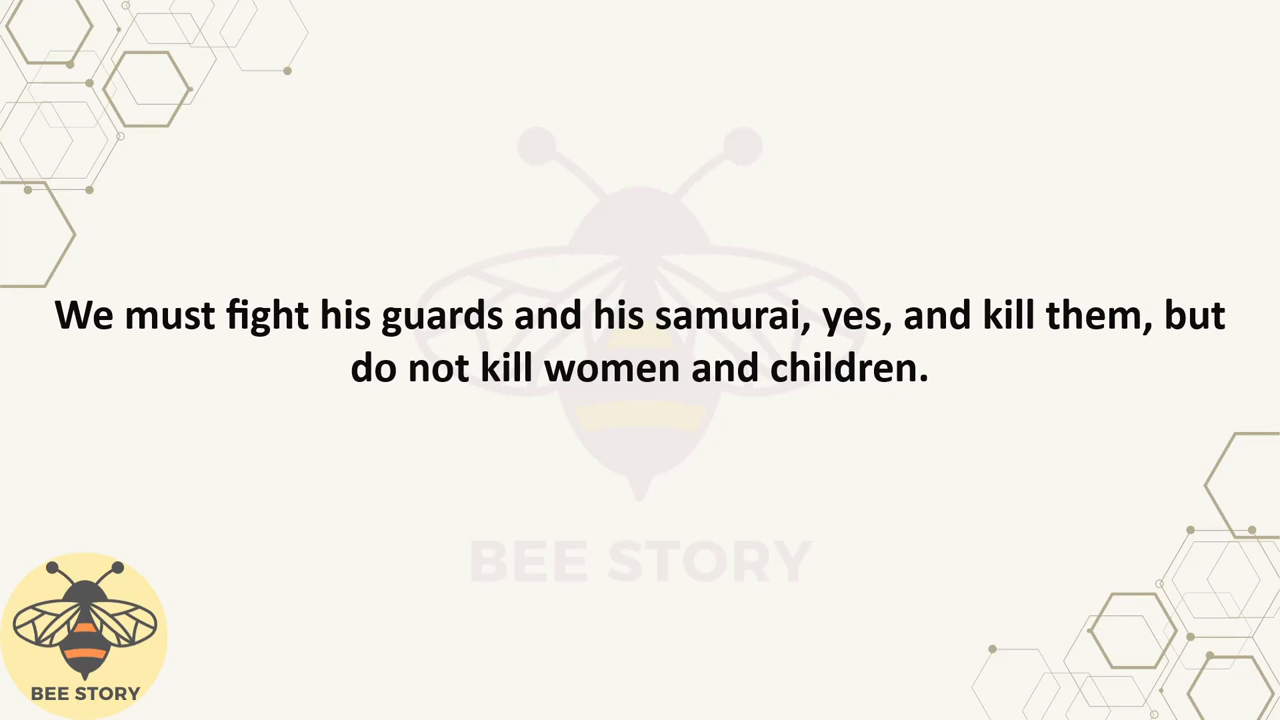 We must fight his guards and his samurai, yes, and kill them, but
do not kill women and children.
BEE STORY
BEE STORY